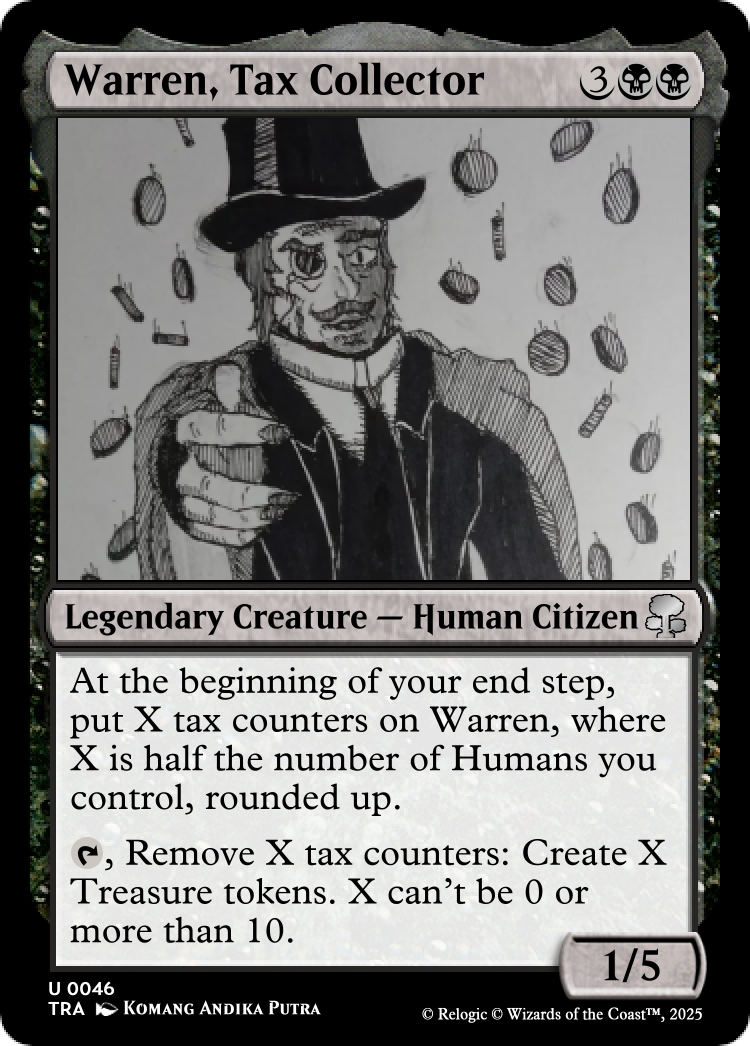 Warren, Tax Collector 3
Legendary Creature — Human Citizen
At the beginning of your end step,
put X tax counters on Warren, where
X is half the number of Humans you
control, rounded up.
, Remove X tax counters: Create X
Treasure tokens. X can't be 0 or
more than 10.
1/5
U 0046
TRA Komang Andika Putra
© Relogic © Wizards of the Coast™, 2025